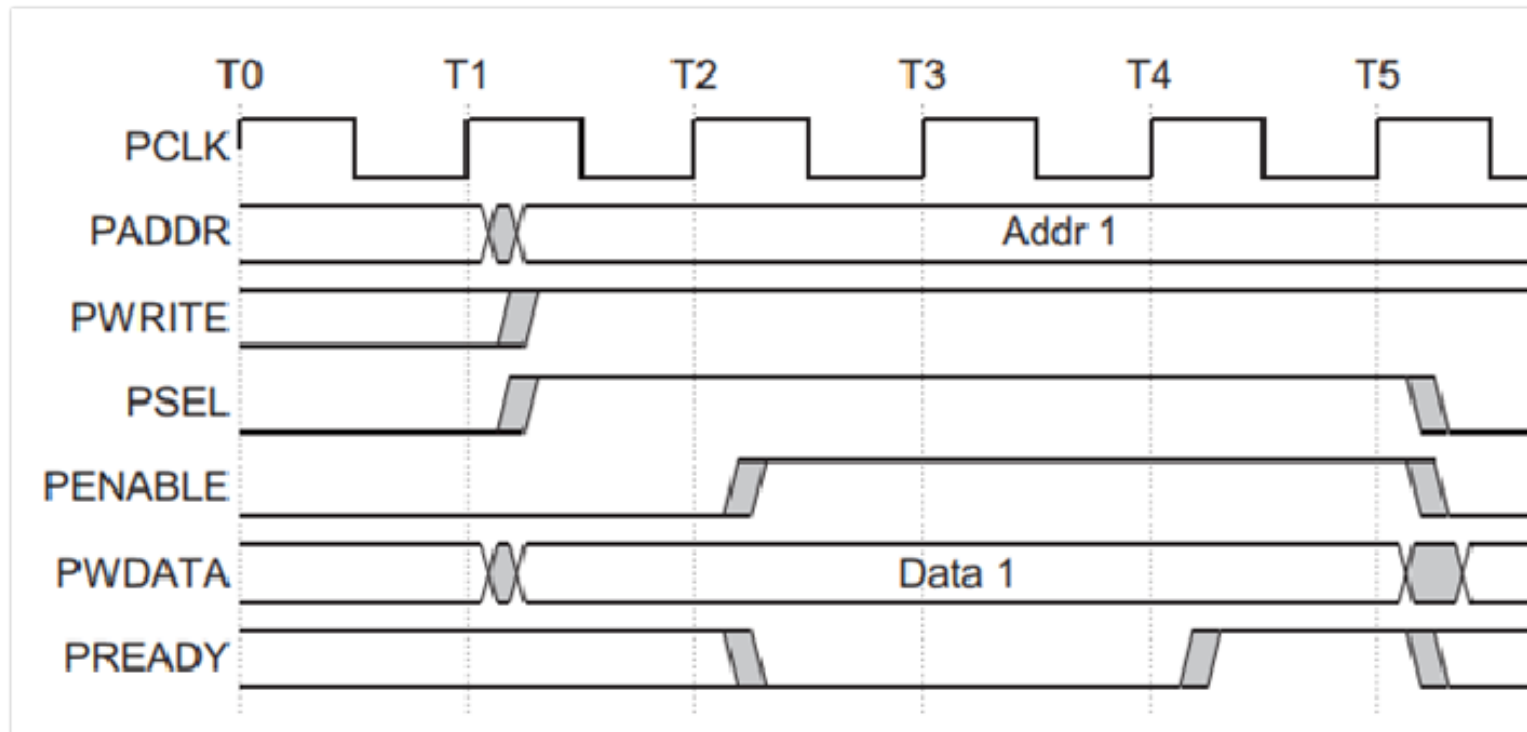 T0 T1 T2 T3 T4 T5
PCLK
PADDR Addr 1
PWRITE
PSEL
PENABLE
PWDATA Data 1
PREADY